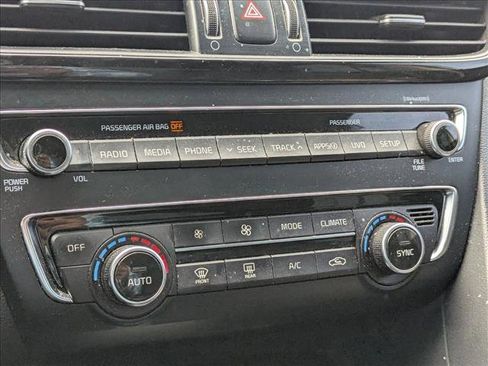 ((SiriusXM))
PASSENGER AIR BAG OFF PASSENGER
RADIO MEDIA PHONE SEEK TRACK APPS UVO SETUP
POWER PUSH VOL FILE TUNE ENTER
OFF MODE CLIMATE
AUTO FRONT REAR A/C SYNC